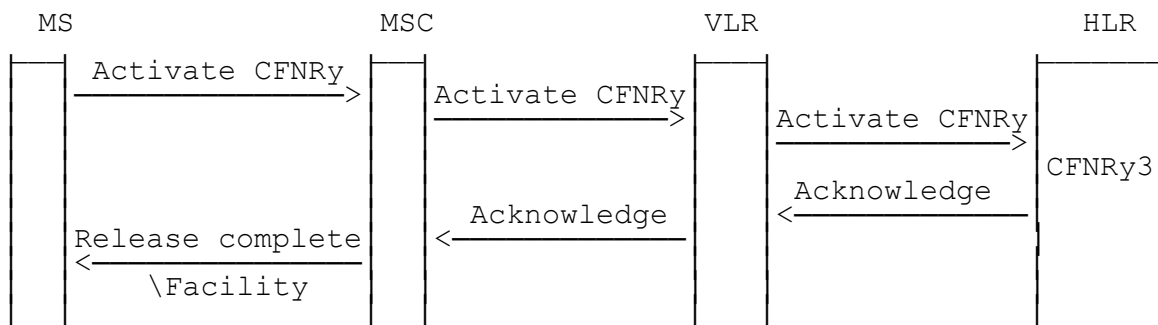 MS MSC VLR HLR
Activate CFNRy
Activate CFNRy
Activate CFNRy
CFNRy3
Acknowledge
Acknowledge
Release complete
\Facility